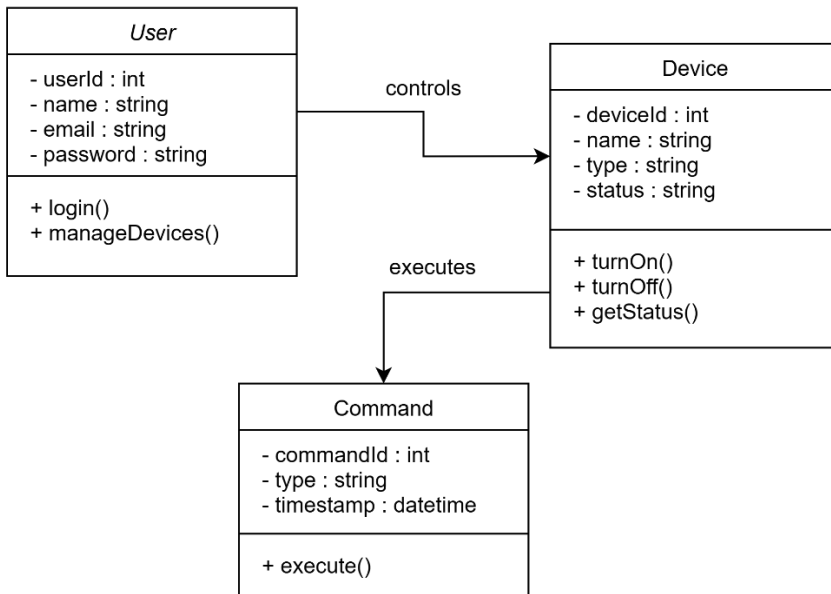 User
- userId : int
- name : string
- email : string
- password : string
+ login()
+ manageDevices()
controls
Device
- deviceId : int
- name : string
- type : string
- status : string
+ turnOn()
+ turnOff()
+ getStatus()
executes
Command
- commandId : int
- type : string
- timestamp : datetime
+ execute()